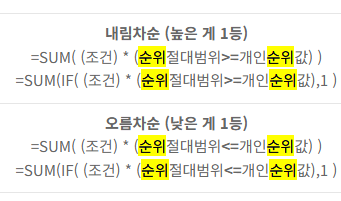 내림차순 (높은 게 1등)
=SUM( (조건) * (순위절대범위>=개인순위값) )
=SUM(IF( (조건) * (순위절대범위>=개인순위값),1 )
오름차순 (낮은 게 1등)
=SUM( (조건) * (순위절대범위<=개인순위값) )
=SUM(IF( (조건) * (순위절대범위<=개인순위값),1 )